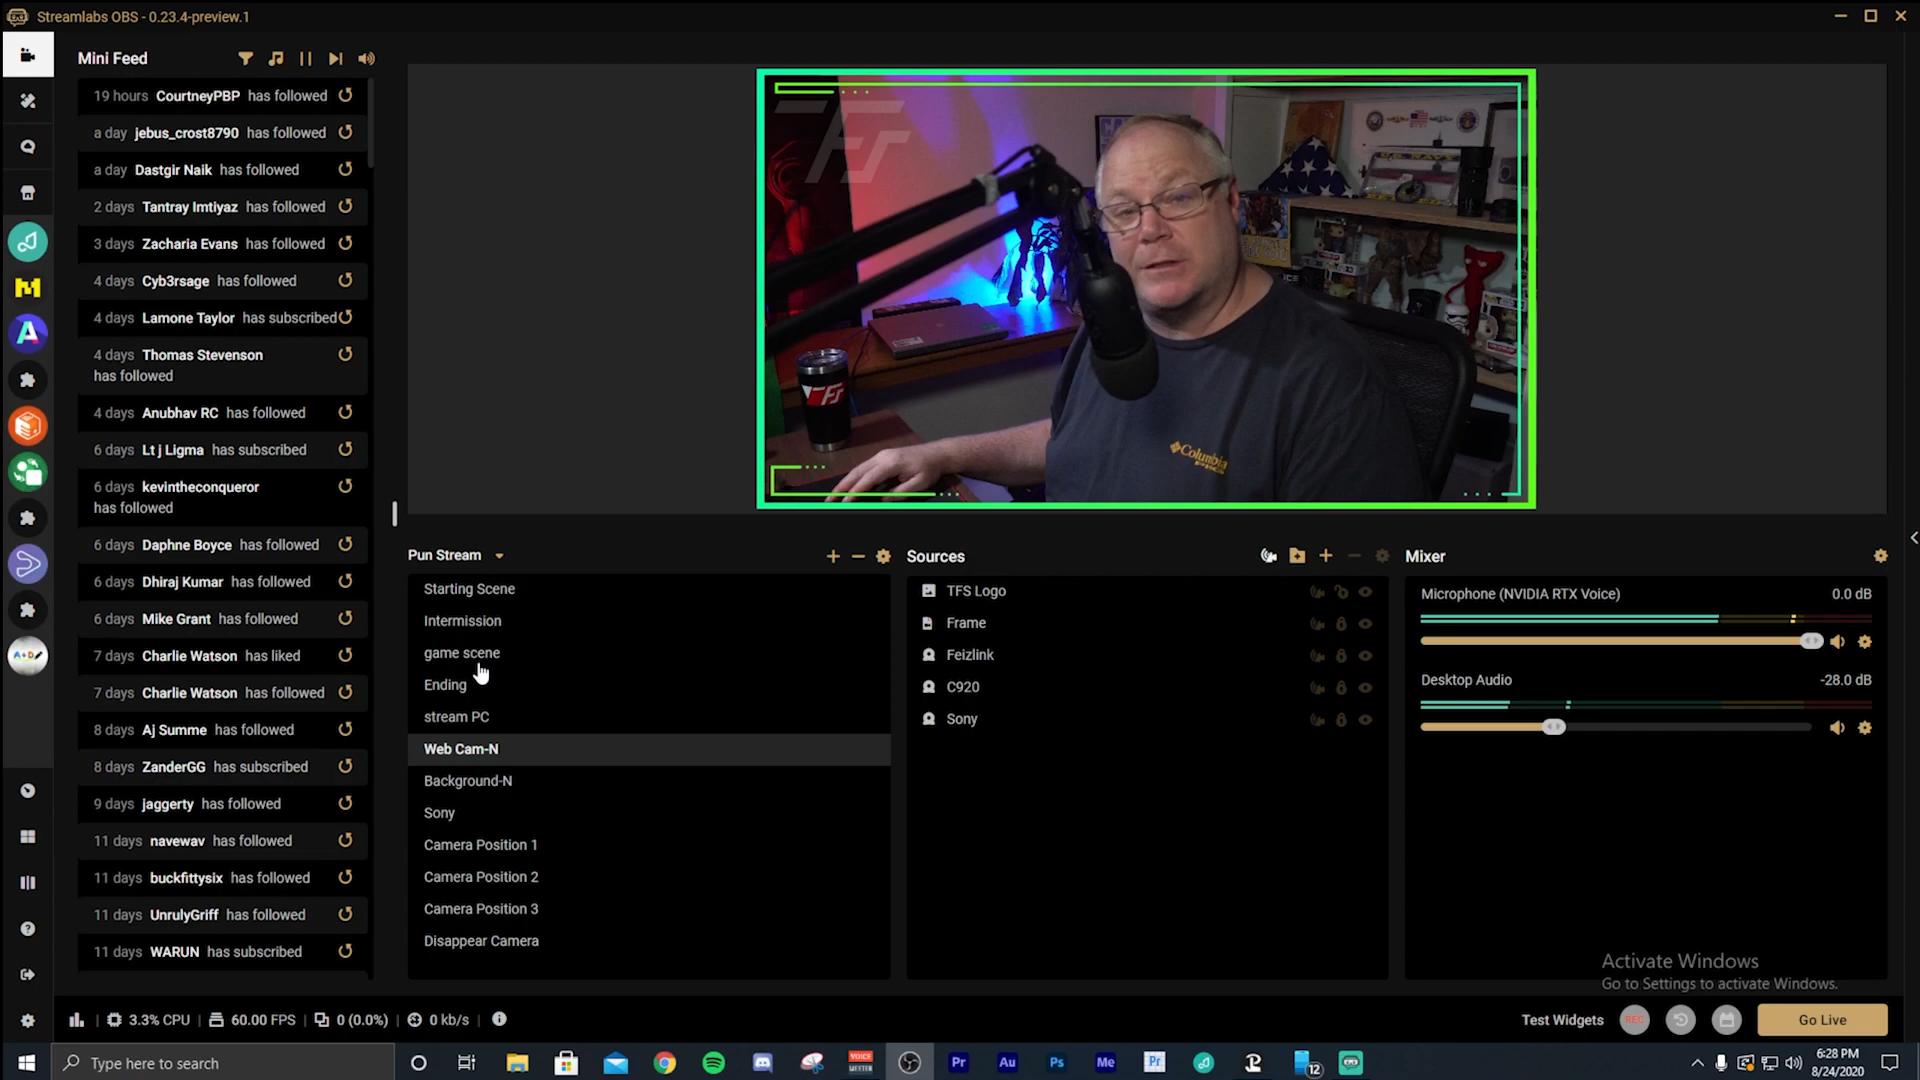 Streamlabs OBS - 0.23.4-preview.1
Mini Feed
19 hours CourtneyPBP has followed
a day jebus_crost8790 has followed
a day Dastgir Naik has followed
2 days Tantray Imtiyaz has followed
3 days Zacharia Evans has followed
4 days Cyb3rsage has followed
4 days Lamone Taylor has subscribed
4 days Thomas Stevenson
has followed
4 days Anubhav RC has followed
6 days Lt j LIgma has subscribed
6 days kevintheconqueror
has followed
6 days Daphne Boyce has followed
6 days Dhiraj Kumar has followed
6 days Mike Grant has followed
7 days Charlie Watson has liked
7 days Charlie Watson has followed
8 days Aj Summe has followed
8 days ZanderGG has subscribed
9 days jaggerty has followed
11 days navewav has followed
11 days buckfittysix has followed
11 days UnrulyGriff has followed
11 days WARUN has subscribed
TFS
Columbia
Pun Stream
Starting Scene
Intermission
game scene
Ending
stream PC
Web Cam-N
Background-N
Sony
Camera Position 1
Camera Position 2
Camera Position 3
Disappear Camera
Sources
TFS Logo
Frame
Feizlink
C920
Sony
Mixer
Microphone (NVIDIA RTX Voice) 0.0 dB
Desktop Audio -28.0 dB
Activate Windows
Go to Settings to activate Windows.
3.3% CPU 60.00 FPS 0 (0.0%) 0 kb/s
Test Widgets REC Go Live
Type here to search
VOICE
MEETER
Pr Au Ps Me Pr 12
6:28 PM
8/24/2020